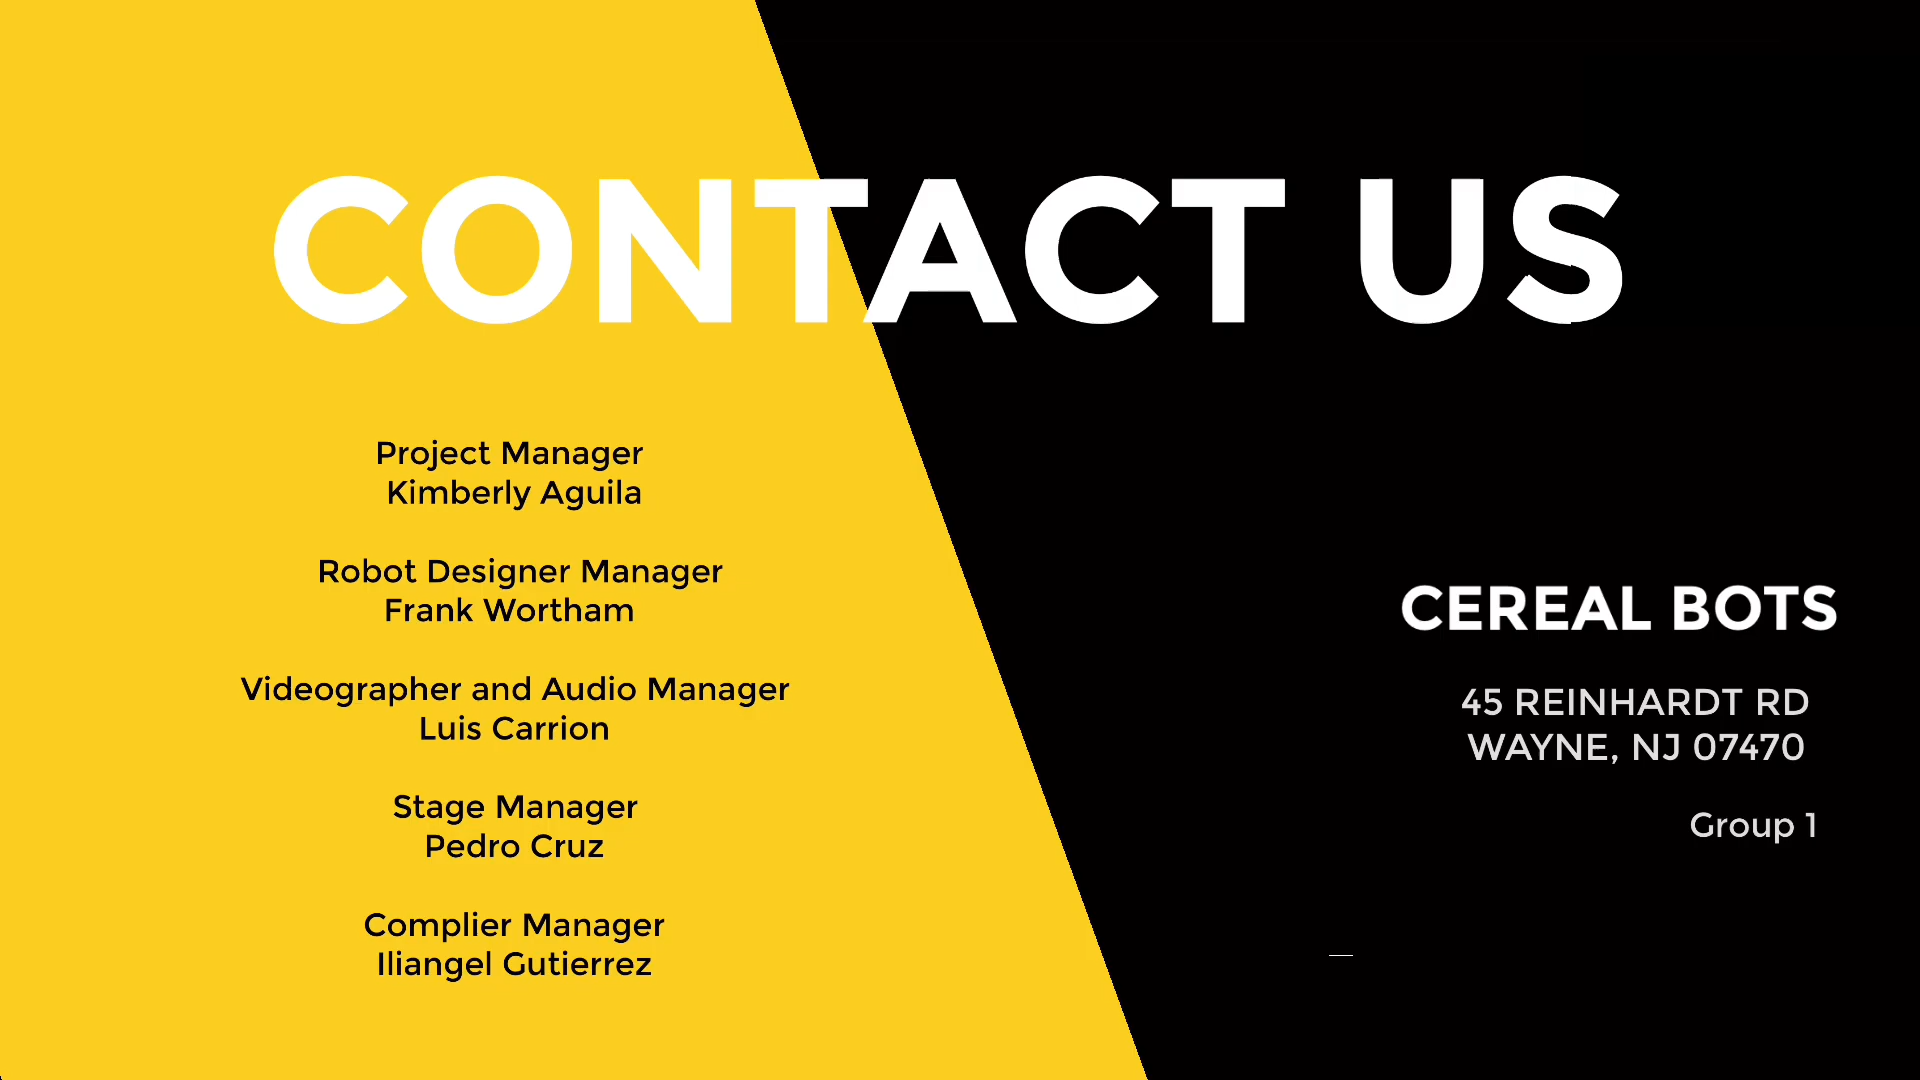 CONTACT US
Project Manager
Kimberly Aguila
Robot Designer Manager
Frank Wortham
Videographer and Audio Manager
Luis Carrion
Stage Manager
Pedro Cruz
Complier Manager
Iliangel Gutierrez
CEREAL BOTS
45 REINHARDT RD
WAYNE, NJ 07470
Group 1